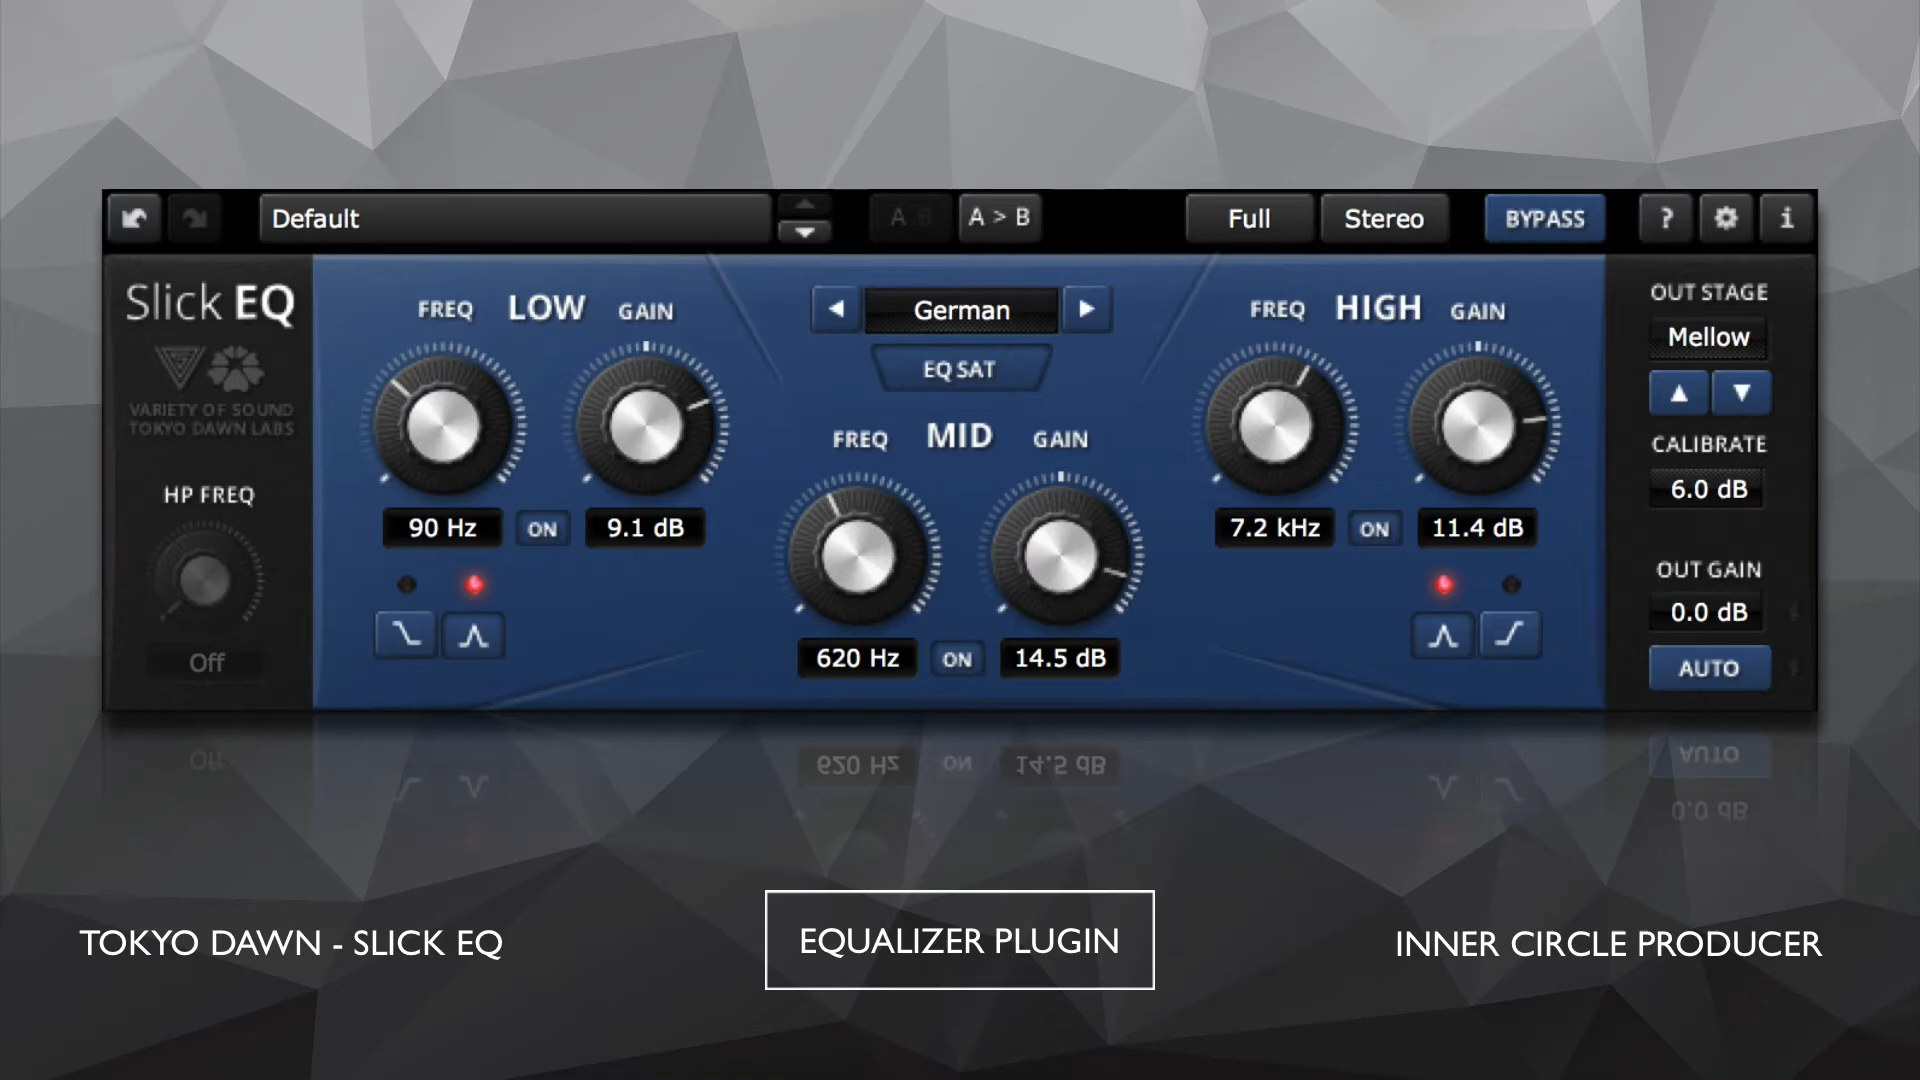 Default
A B
A > B
Full
Stereo
BYPASS
?
i
Slick EQ
VARIETY OF SOUND
TOKYO DAWN LABS
HP FREQ
Off
FREQ LOW GAIN
90 Hz ON 9.1 dB
German
EQ SAT
FREQ MID GAIN
620 Hz ON 14.5 dB
FREQ HIGH GAIN
7.2 kHz ON 11.4 dB
OUT STAGE
Mellow
CALIBRATE
6.0 dB
OUT GAIN
0.0 dB
AUTO
TOKYO DAWN - SLICK EQ
EQUALIZER PLUGIN
INNER CIRCLE PRODUCER